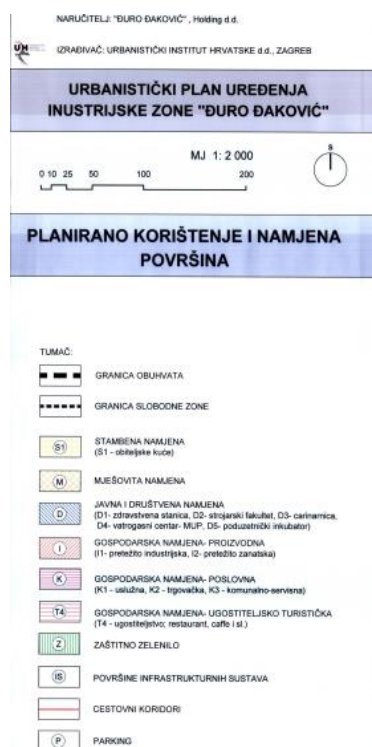 NARUČITELJ: "ĐURO ĐAKOVIĆ" , Holding d.d.
IZRAĐIVAČ: URBANISTIČKI INSTITUT HRVATSKE d.d., ZAGREB
URBANISTIČKI PLAN UREĐENJA
INUSTRIJSKE ZONE "ĐURO ĐAKOVIĆ"
MJ 1: 2 000
S
0 10 25 50 100 200
PLANIRANO KORIŠTENJE I NAMJENA
POVRŠINA
TUMAČ:
GRANICA OBUHVATA
GRANICA SLOBODNE ZONE
S1 STAMBENA NAMJENA
(S1 - obiteljske kuće)
M MJEŠOVITA NAMJENA
JAVNA I DRUŠTVENA NAMJENA
D (D1- zdravstvena stanica, D2- strojarski fakultet, D3- carinarnica,
D4- vatrogasni centar- MUP, D5- poduzetnički inkubator)
I GOSPODARSKA NAMJENA- PROIZVODNA
(I1- pretežito industrijska, I2- pretežito zanatska)
K GOSPODARSKA NAMJENA- POSLOVNA
(K1 - uslužna, K2 - trgovačka, K3 - komunalno-servisna)
T4 GOSPODARSKA NAMJENA- UGOSTITELJSKO TURISTIČKA
(T4 - ugostiteljstvo; restaurant, caffe i sl.)
Z ZAŠTITNO ZELENILO
IS POVRŠINE INFRASTRUKTURNIH SUSTAVA
CESTOVNI KORIDORI
P PARKING